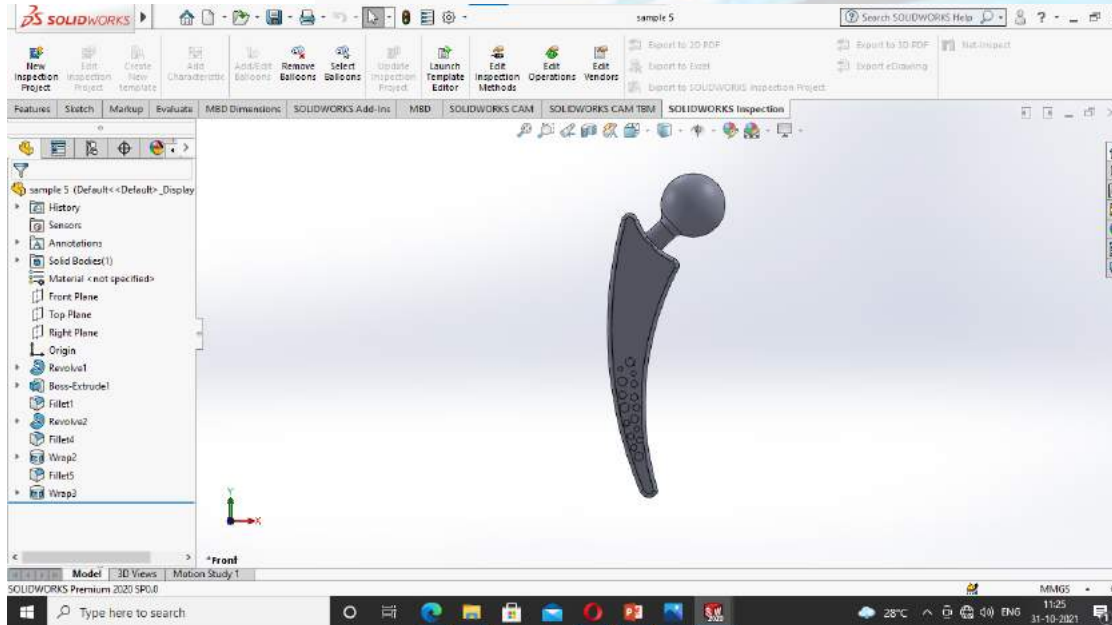 SOLIDWORKS
sample 5
Search SOLIDWORKS Help
New Inspection Project
Edit Inspection Project
Create New template
Add Characteristic
Add/Edit Balloons
Remove Balloons
Select Balloons
Update Inspection Project
Launch Template Editor
Edit Inspection Methods
Edit Operations
Edit Vendors
Export to 2D PDF
Export to Excel
Export to SOLIDWORKS Inspection Project
Export to 3D PDF
Export eDrawing
Net-Inspect
Features Sketch Markup Evaluate MBD Dimensions SOLIDWORKS Add-Ins MBD SOLIDWORKS CAM SOLIDWORKS CAM TBM SOLIDWORKS Inspection
sample 5 (Default<<Default>_Display
History
Sensors
Annotations
Solid Bodies(1)
Material <not specified>
Front Plane
Top Plane
Right Plane
Origin
Revolve1
Boss-Extrude1
Fillet1
Revolve2
Fillet4
Wrap2
Fillet5
Wrap3
Y
X
*Front
Model 3D Views Motion Study 1
SOLIDWORKS Premium 2020 SP0.0
MMGS
Type here to search
28°C
ENG
11:25
31-10-2021